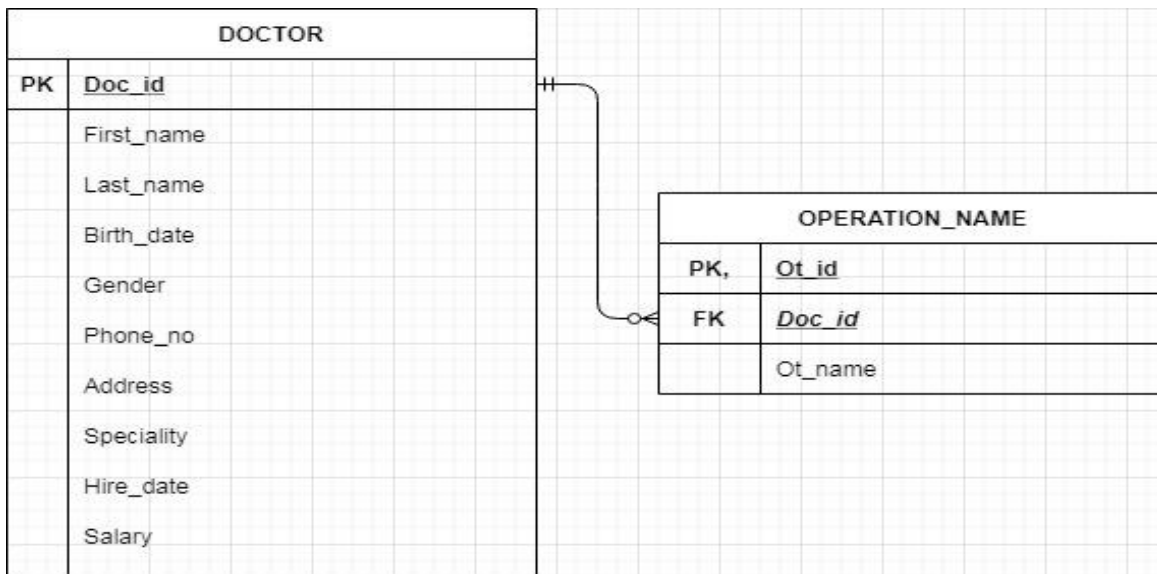 DOCTOR
PK Doc_id
First_name
Last_name
Birth_date
Gender
Phone_no
Address
Speciality
Hire_date
Salary
OPERATION_NAME
PK, Ot_id
FK Doc_id
Ot_name